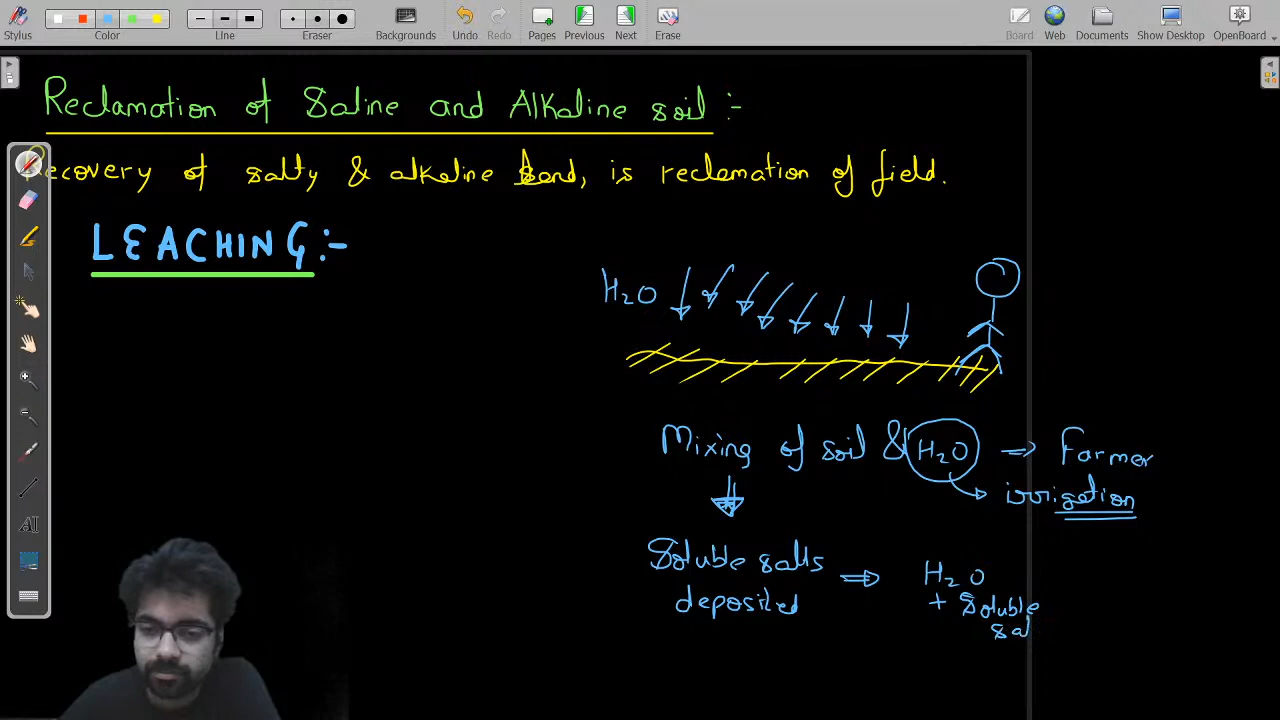 Stylus
Color
Line
Eraser
Backgrounds
Undo
Redo
Pages
Previous
Next
Erase
Board
Web
Documents
Show Desktop
OpenBoard
Reclamation of Saline and Alkaline soil :-
ecovery of salty & alkaline land, is reclamation of field.
LEACHING :-
H2O
Mixing of soil & H2O ⇒ Farmer
irrigation
Soluble salts ⇒ H2O
deposited + Soluble
sal